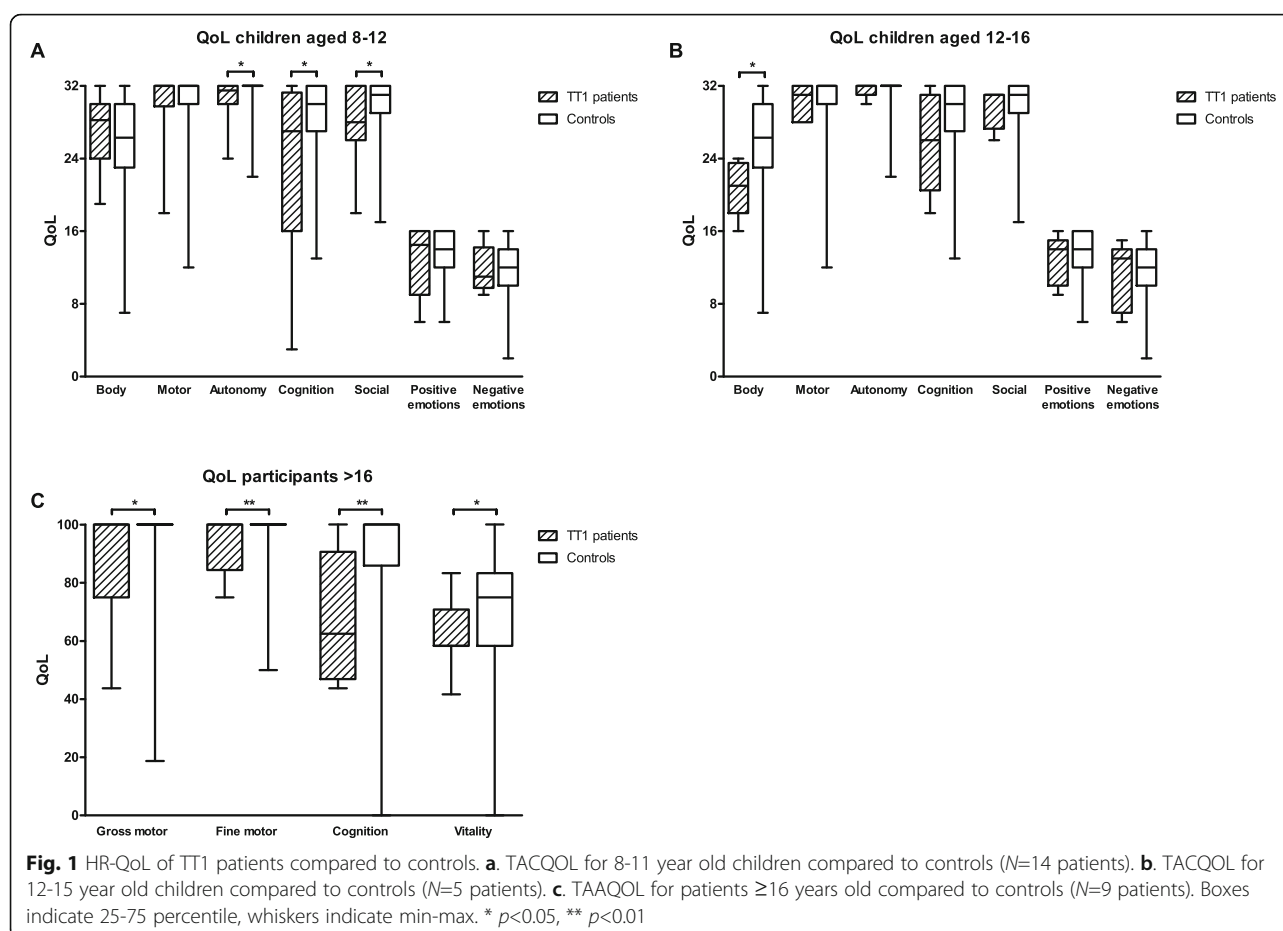 A
QoL children aged 8-12
* * *
32
24
16
8
0
QoL
Body Motor Autonomy Cognition Social Positive emotions Negative emotions
TT1 patients
Controls
B
QoL children aged 12-16
*
32
24
16
8
0
QoL
Body Motor Autonomy Cognition Social Positive emotions Negative emotions
TT1 patients
Controls
C
QoL participants >16
* ** ** *
100
80
60
40
20
0
QoL
Gross motor Fine motor Cognition Vitality
TT1 patients
Controls
Fig. 1 HR-QoL of TT1 patients compared to controls. a. TACQOL for 8-11 year old children compared to controls (N=14 patients). b. TACQOL for
12-15 year old children compared to controls (N=5 patients). c. TAAQOL for patients ≥16 years old compared to controls (N=9 patients). Boxes
indicate 25-75 percentile, whiskers indicate min-max. * p<0.05, ** p<0.01